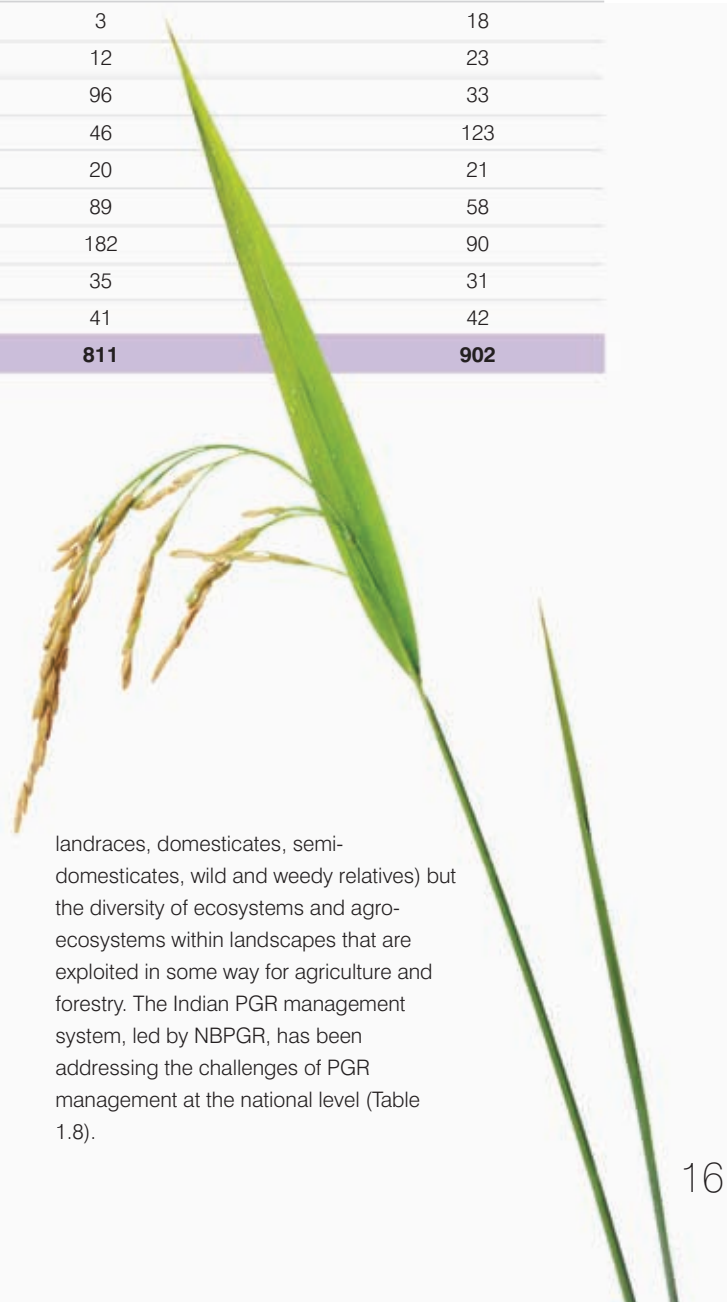 3 18
12 23
96 33
46 123
20 21
89 58
182 90
35 31
41 42
811 902
landraces, domesticates, semi-
domesticates, wild and weedy relatives) but
the diversity of ecosystems and agro-
ecosystems within landscapes that are
exploited in some way for agriculture and
forestry. The Indian PGR management
system, led by NBPGR, has been
addressing the challenges of PGR
management at the national level (Table
1.8).
16